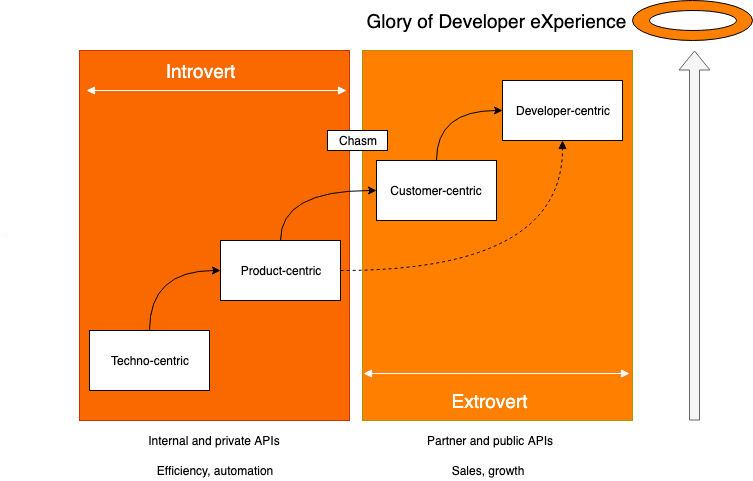 Glory of Developer eXperience
Introvert
Developer-centric
Chasm
Customer-centric
Product-centric
Techno-centric
Extrovert
Internal and private APIs
Partner and public APIs
Efficiency, automation
Sales, growth